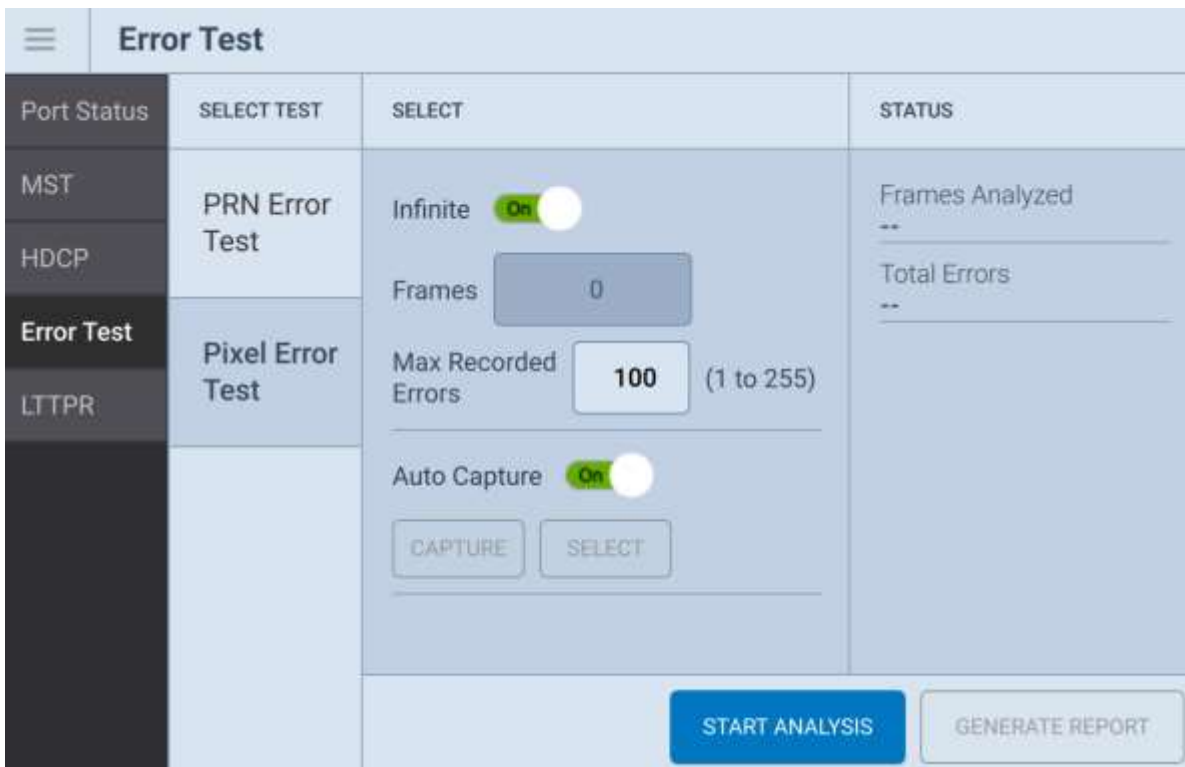 Error Test
Port Status
MST
HDCP
Error Test
LTTPR
SELECT TEST
PRN Error
Test
Pixel Error
Test
SELECT
Infinite On
Frames 0
Max Recorded
Errors 100 (1 to 255)
Auto Capture On
CAPTURE SELECT
STATUS
Frames Analyzed
--
Total Errors
--
START ANALYSIS GENERATE REPORT